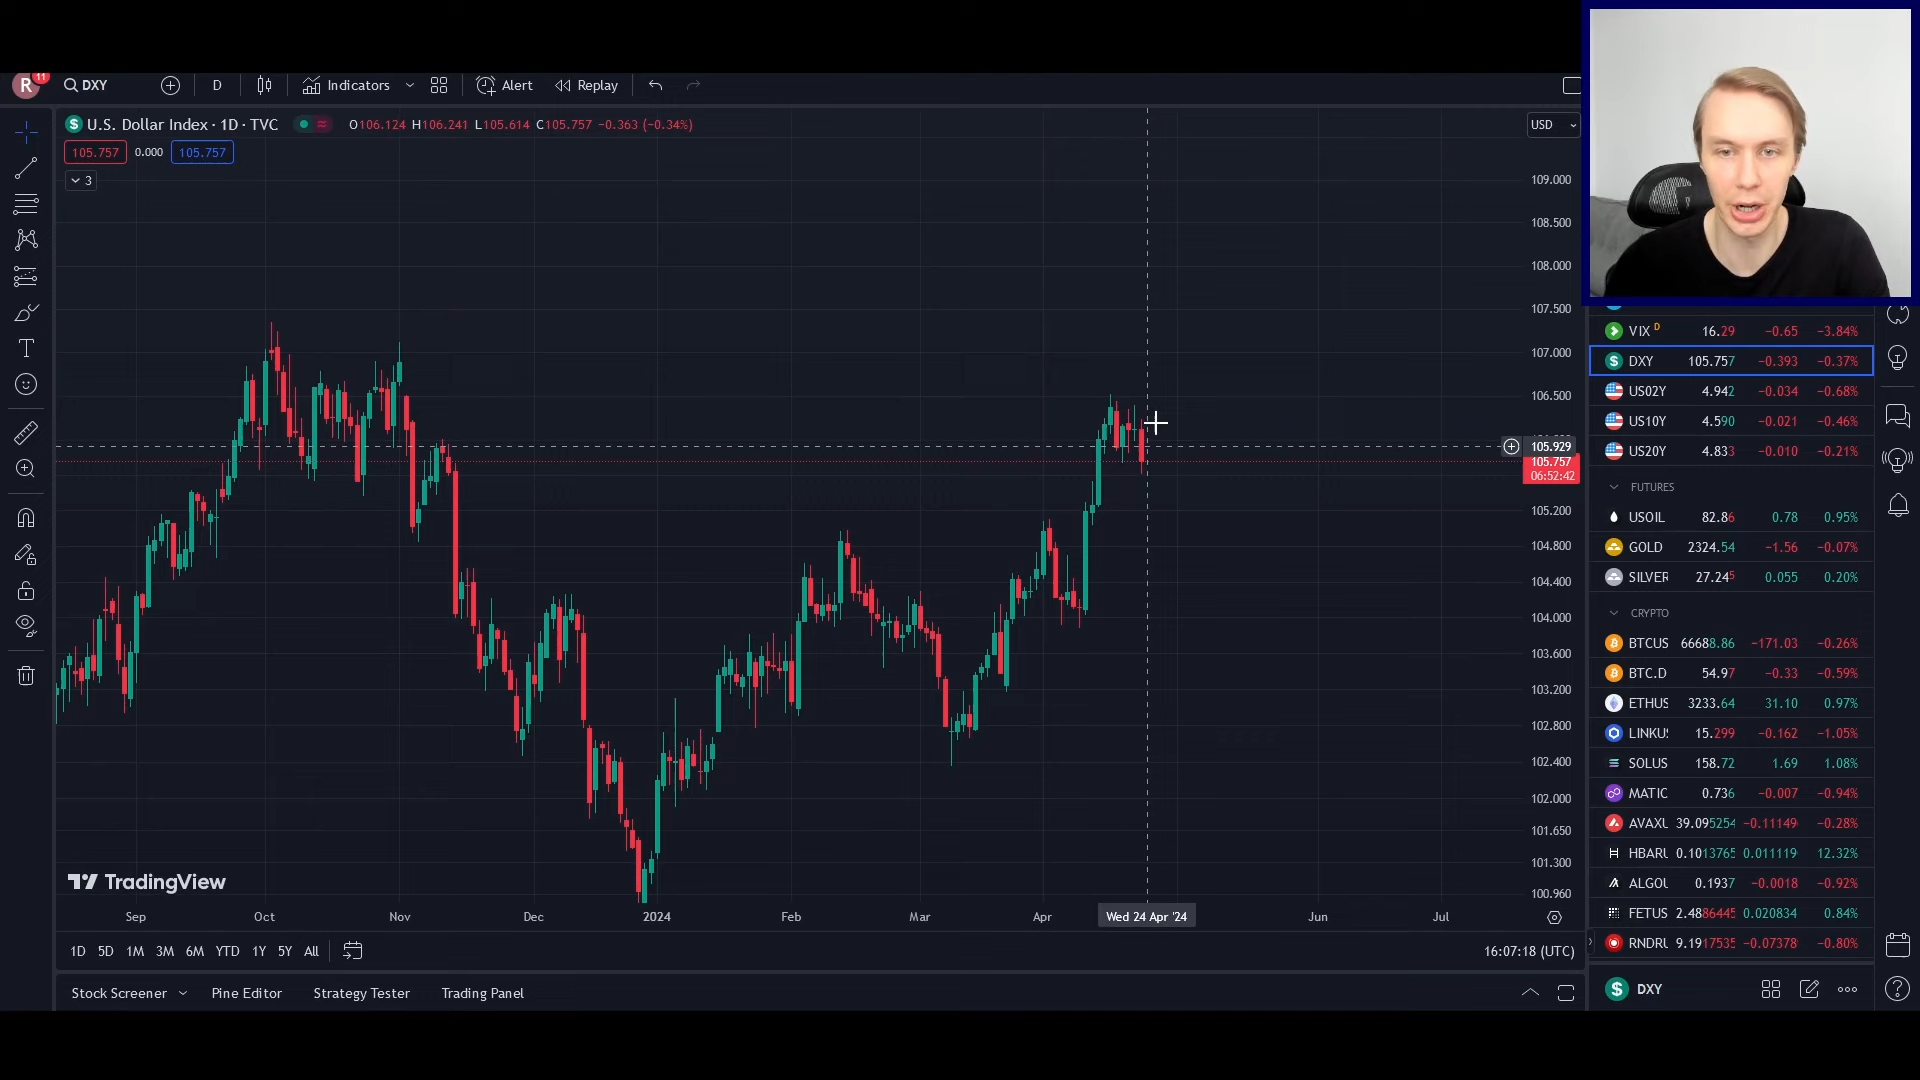 R 11 DXY D Indicators Alert Replay
U.S. Dollar Index · 1D · TVC O106.124 H106.241 L105.614 C105.757 −0.363 (−0.34%)
USD
105.757 0.000 105.757
3
109.000
108.500
108.000
107.500
107.000
106.500
105.929
105.757
06:52:42
105.200
104.800
104.400
104.000
103.600
103.200
102.800
102.400
102.000
101.650
101.300
100.960
TradingView
Sep Oct Nov Dec 2024 Feb Mar Apr Wed 24 Apr '24 Jun Jul
1D 5D 1M 3M 6M YTD 1Y 5Y All 16:07:18 (UTC)
Stock Screener Pine Editor Strategy Tester Trading Panel
VIX D 16.29 −0.65 −3.84%
DXY 105.757 −0.393 −0.37%
US02Y 4.942 −0.034 −0.68%
US10Y 4.590 −0.021 −0.46%
US20Y 4.833 −0.010 −0.21%
FUTURES
USOIL 82.86 0.78 0.95%
GOLD 2324.54 −1.56 −0.07%
SILVER 27.245 0.055 0.20%
CRYPTO
BTCUS 66688.86 −171.03 −0.26%
BTC.D 54.97 −0.33 −0.59%
ETHUS 3233.64 31.10 0.97%
LINKU 15.299 −0.162 −1.05%
SOLUS 158.72 1.69 1.08%
MATIC 0.736 −0.007 −0.94%
AVAXU 39.095254 −0.11149 −0.28%
HBARU 0.1013765 0.011119 12.32%
ALGOU 0.1937 −0.0018 −0.92%
FETUS 2.4886445 0.020834 0.84%
RNDRU 9.1917535 −0.07378 −0.80%
DXY